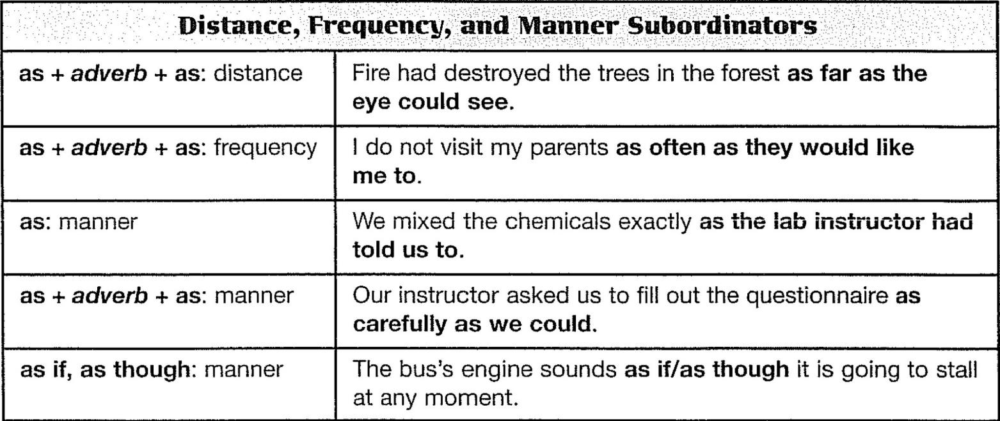 Distance, Frequency, and Manner Subordinators
as + adverb + as: distance
Fire had destroyed the trees in the forest as far as the
eye could see.
as + adverb + as: frequency
I do not visit my parents as often as they would like
me to.
as: manner
We mixed the chemicals exactly as the lab instructor had
told us to.
as + adverb + as: manner
Our instructor asked us to fill out the questionnaire as
carefully as we could.
as if, as though: manner
The bus's engine sounds as if/as though it is going to stall
at any moment.